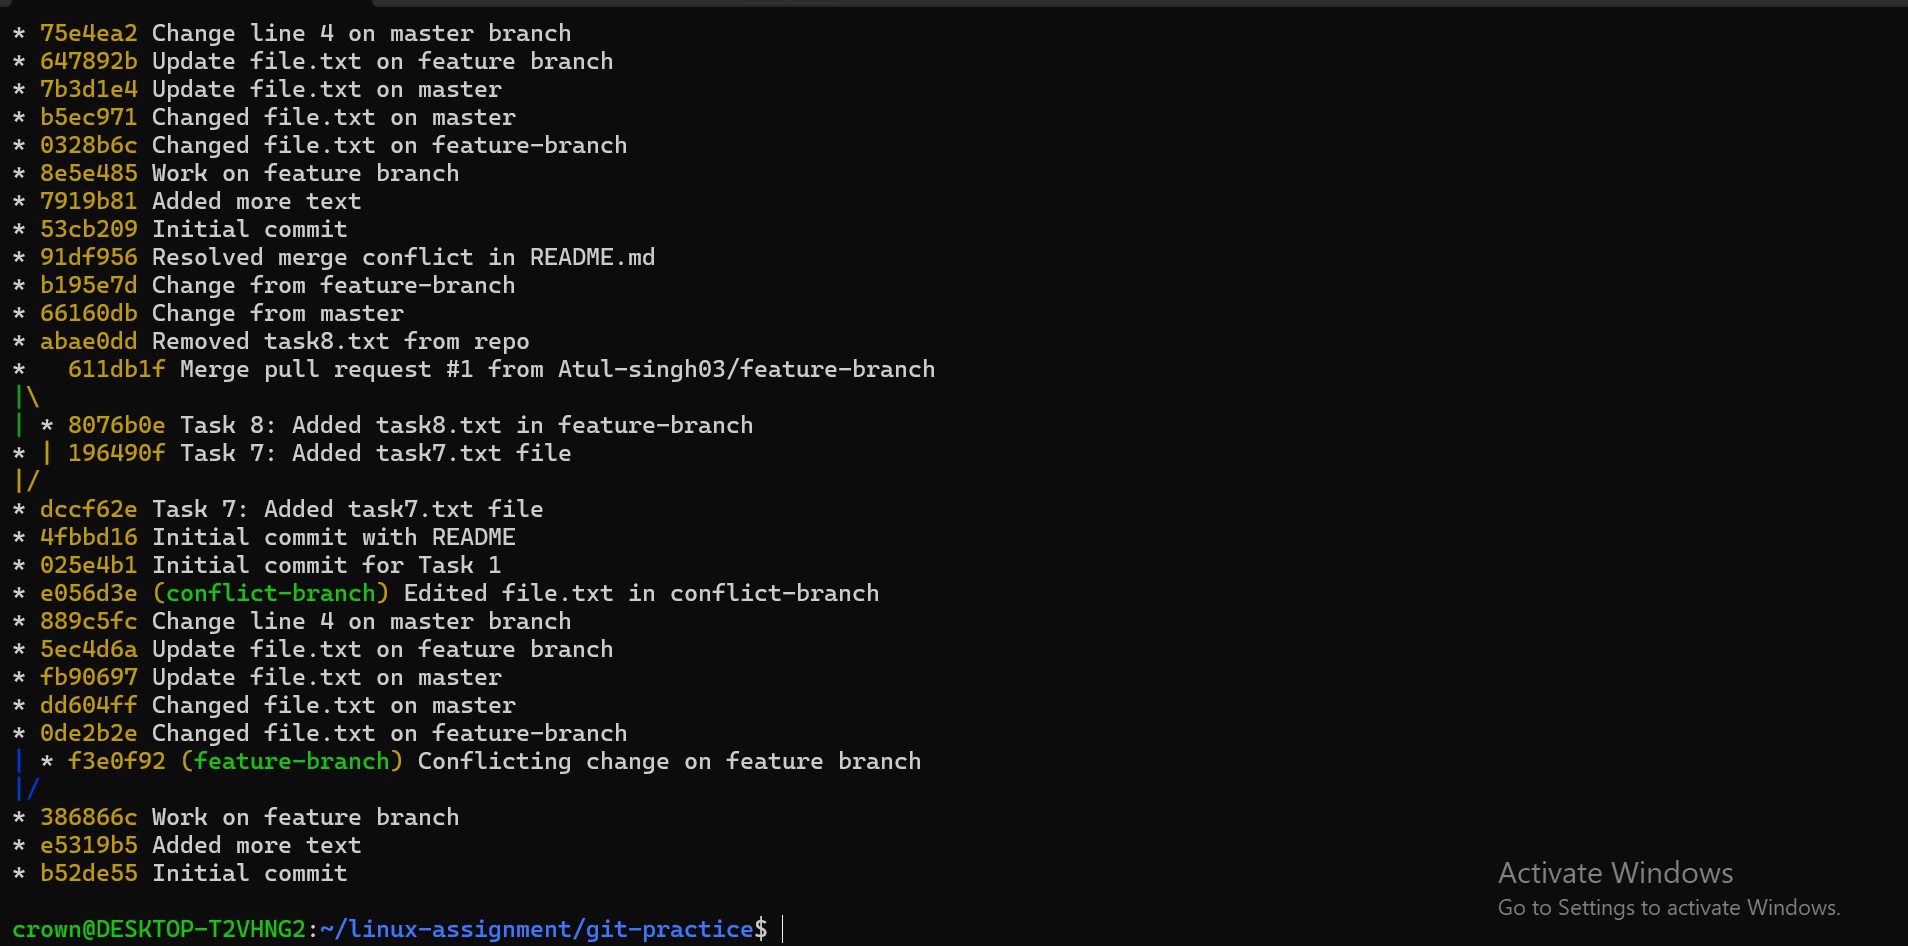 * 75e4ea2 Change line 4 on master branch
* 647892b Update file.txt on feature branch
* 7b3d1e4 Update file.txt on master
* b5ec971 Changed file.txt on master
* 0328b6c Changed file.txt on feature-branch
* 8e5e485 Work on feature branch
* 7919b81 Added more text
* 53cb209 Initial commit
* 91df956 Resolved merge conflict in README.md
* b195e7d Change from feature-branch
* 66160db Change from master
* abae0dd Removed task8.txt from repo
*   611db1f Merge pull request #1 from Atul-singh03/feature-branch
|\
| * 8076b0e Task 8: Added task8.txt in feature-branch
* | 196490f Task 7: Added task7.txt file
|/
* dccf62e Task 7: Added task7.txt file
* 4fbbd16 Initial commit with README
* 025e4b1 Initial commit for Task 1
* e056d3e (conflict-branch) Edited file.txt in conflict-branch
* 889c5fc Change line 4 on master branch
* 5ec4d6a Update file.txt on feature branch
* fb90697 Update file.txt on master
* dd604ff Changed file.txt on master
* 0de2b2e Changed file.txt on feature-branch
| * f3e0f92 (feature-branch) Conflicting change on feature branch
|/
* 386866c Work on feature branch
* e5319b5 Added more text
* b52de55 Initial commit
crown@DESKTOP-T2VHNG2:~/linux-assignment/git-practice$
Activate Windows
Go to Settings to activate Windows.